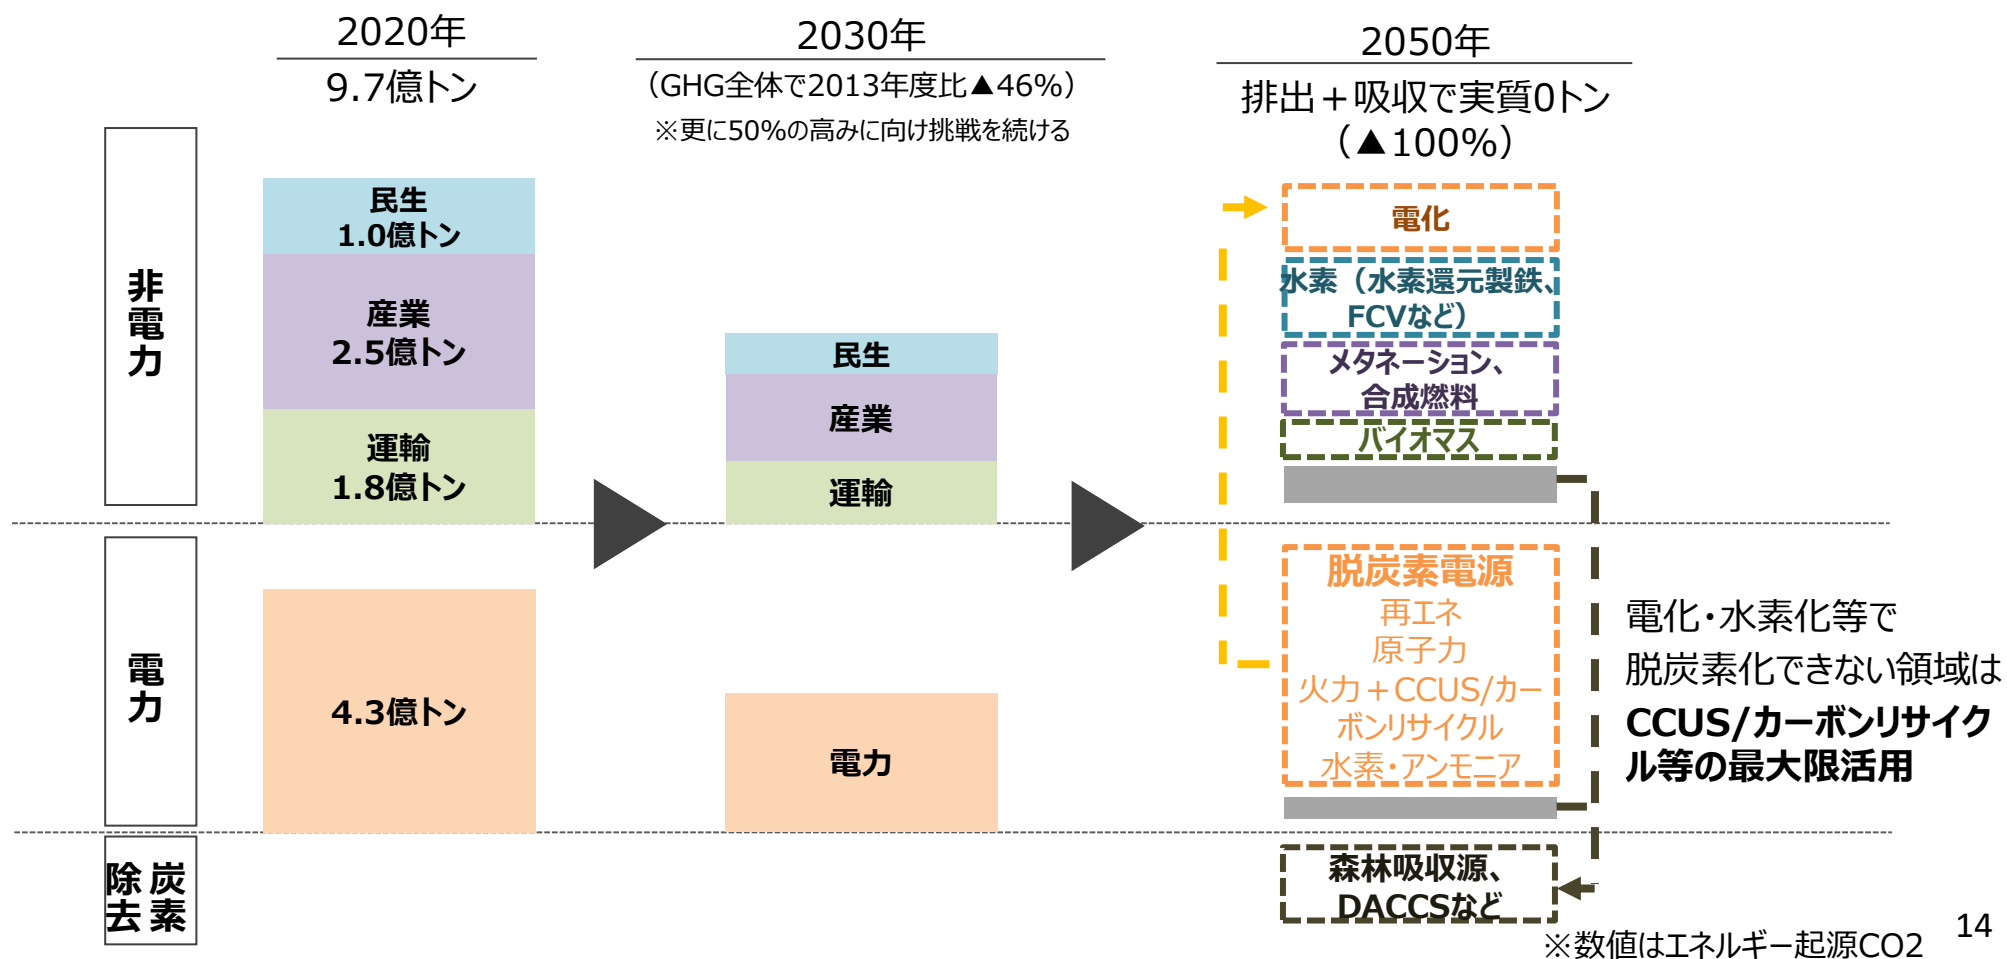 2020年
9.7億トン
2030年
（GHG全体で2013年度比▲46%）
※更に50%の高みに向け挑戦を続ける
2050年
排出＋吸収で実質0トン
（▲100%）
非電力
民生
1.0億トン
産業
2.5億トン
運輸
1.8億トン
民生
産業
運輸
電化
水素（水素還元製鉄、
FCVなど）
メタネーション、
合成燃料
バイオマス
電力
4.3億トン
電力
脱炭素電源
再エネ
原子力
火力＋CCUS/カー
ボンリサイクル
水素・アンモニア
電化・水素化等で
脱炭素化できない領域は
CCUS/カーボンリサイク
ル等の最大限活用
炭素
除去
森林吸収源、
DACCSなど
※数値はエネルギー起源CO2
14